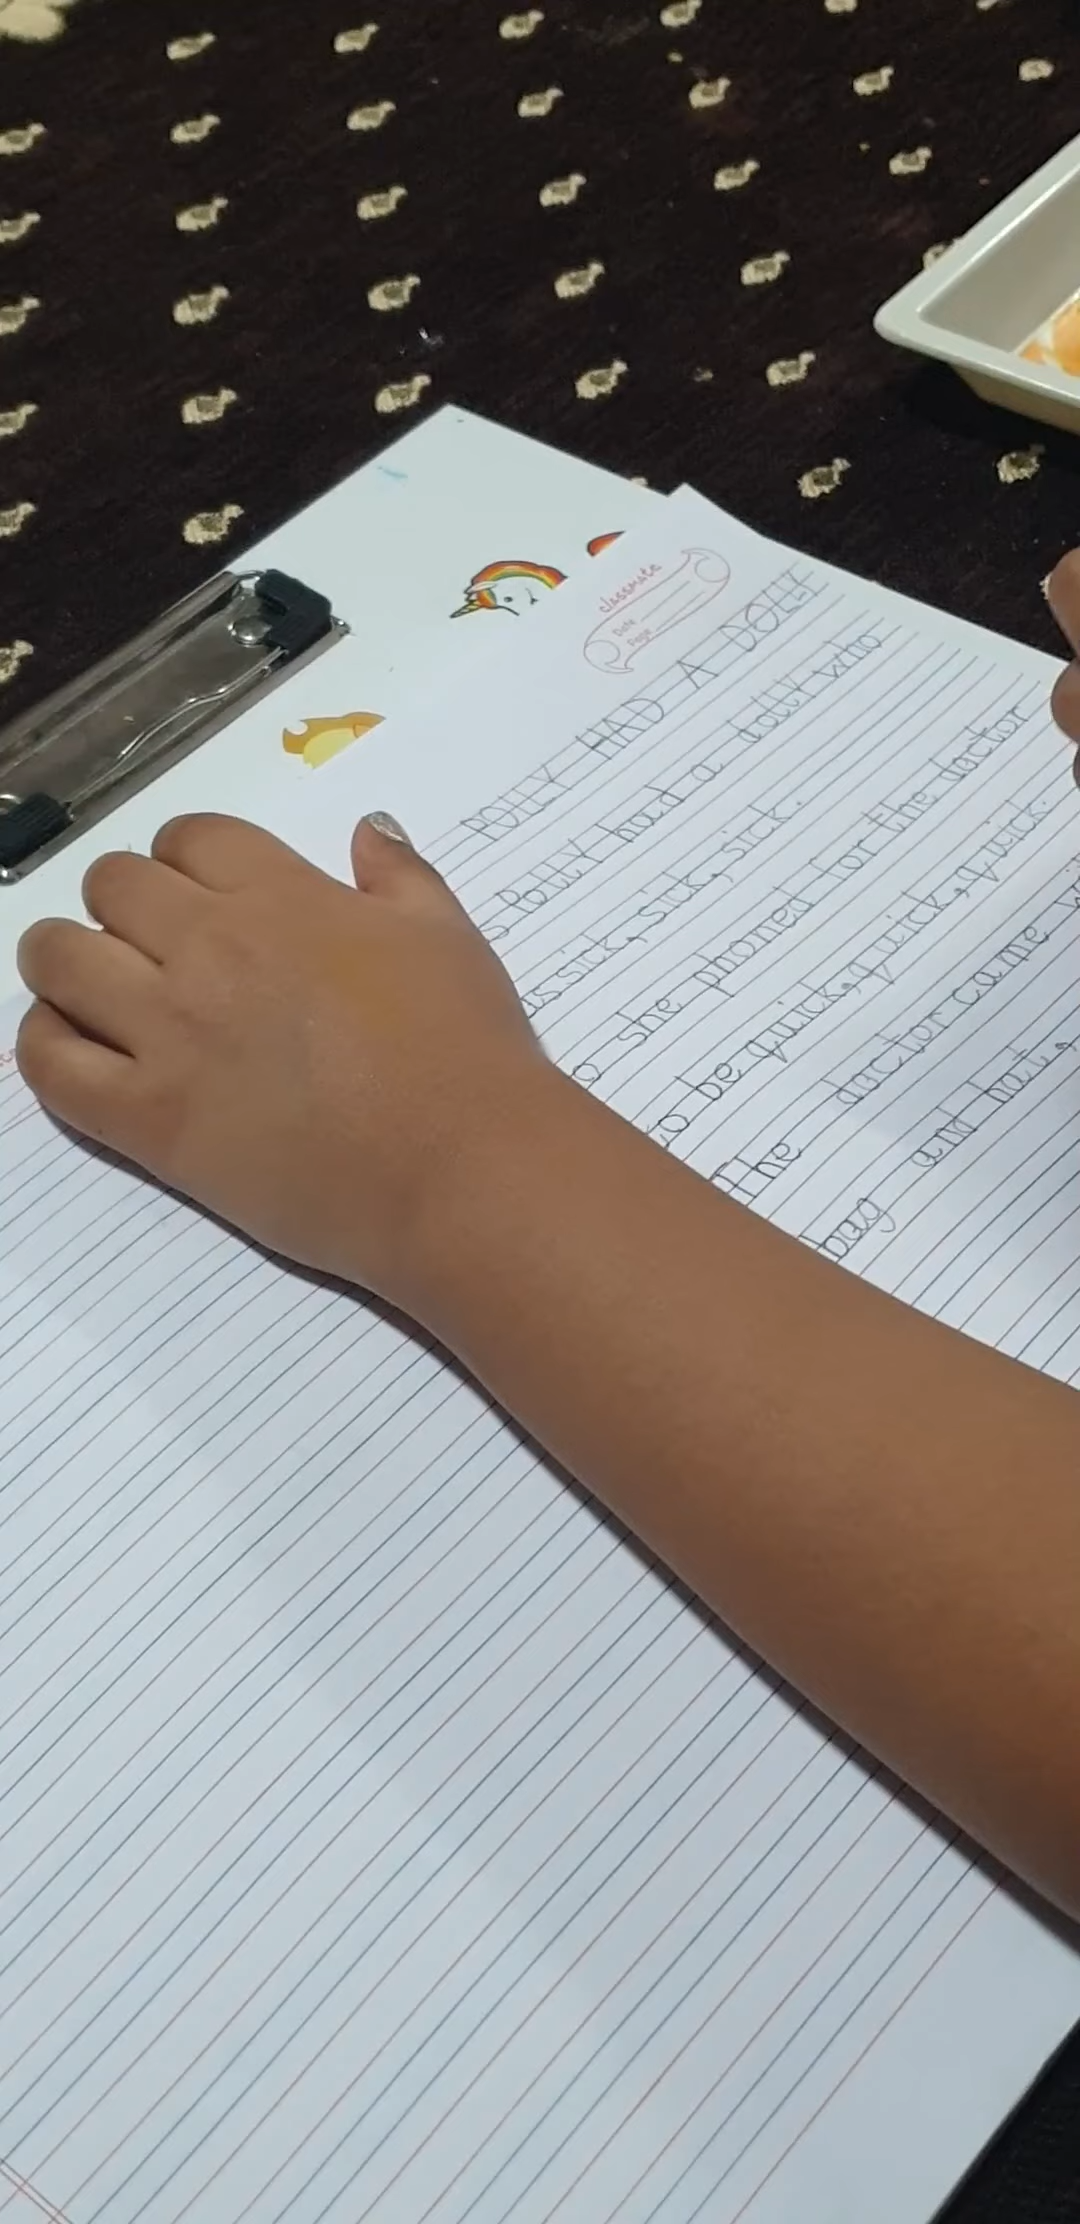 classmate
Date
Page
POLLY HAD A DOLLY
Polly had a dolly who
sick, sick, sick.
she phoned for the doctor
to be quick, quick, quick.
The doctor came
bag and hat,